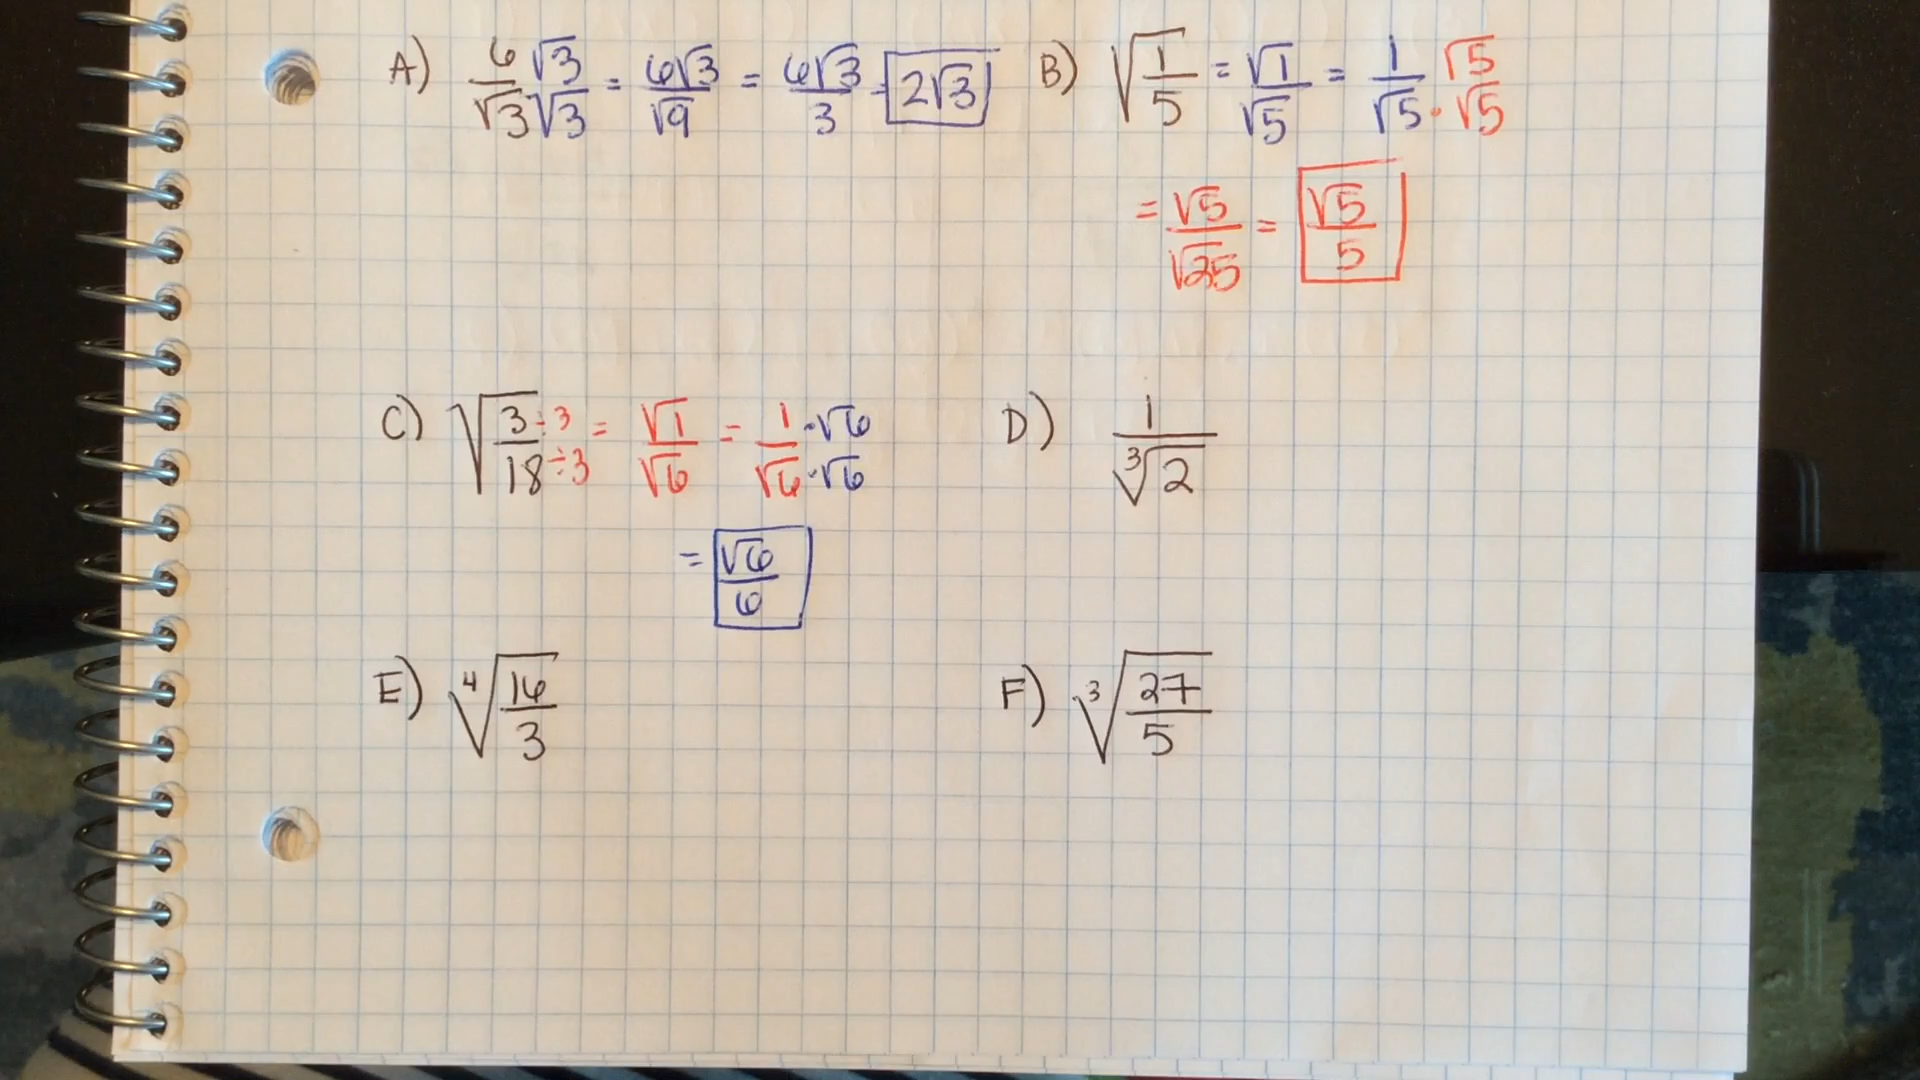 A) 6/√3 √3/√3 = 6√3/√9 = 6√3/3 = 2√3
B) √(1/5) = √1/√5 = 1/√5 · √5/√5
= √5/√25 = √5/5
C) √(3÷3/18÷3) = √1/√6 = 1·√6/√6·√6
= √6/6
D) 1/∛2
E) ∜(16/3)
F) ∛(27/5)